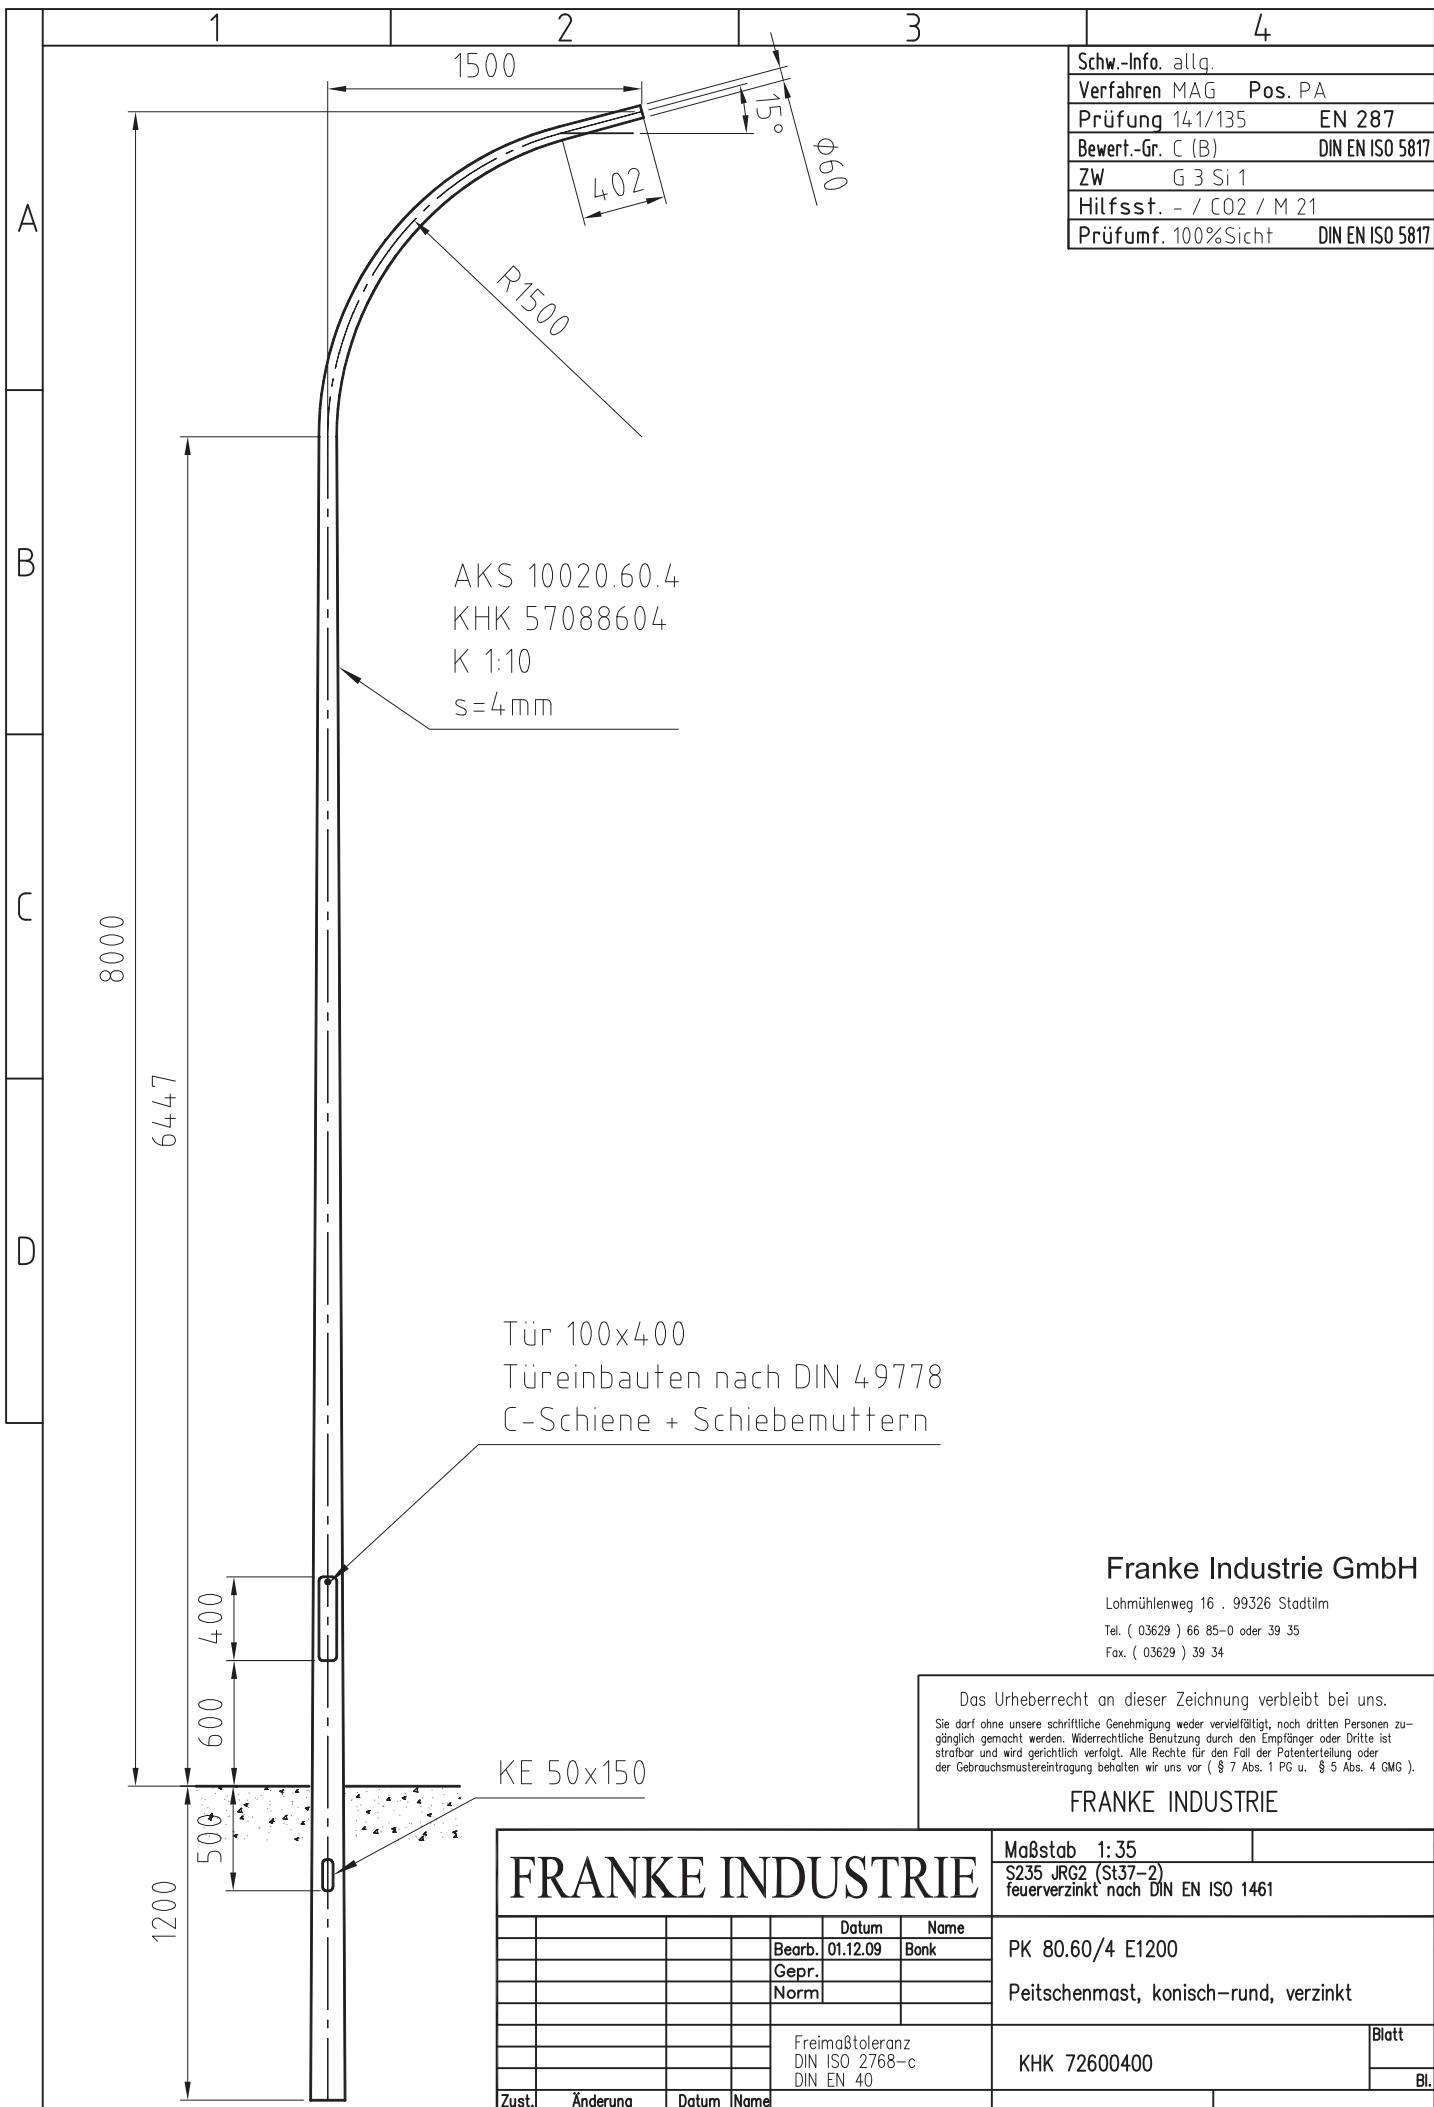 1 2 3 4
A
B
C
D
Schw.-Info. allg.
Verfahren MAG Pos. PA
Prüfung 141/135 EN 287
Bewert.-Gr. C (B) DIN EN ISO 5817
ZW G 3 Si 1
Hilfsst. - / CO2 / M 21
Prüfumf. 100%Sicht DIN EN ISO 5817
1500
15°
ϕ60
402
R1500
AKS 10020.60.4
KHK 57088604
K 1:10
s=4mm
8000
6447
Tür 100x400
Türeinbauten nach DIN 49778
C-Schiene + Schiebemuttern
400
600
500
1200
KE 50x150
Franke Industrie GmbH
Lohmühlenweg 16 . 99326 Stadtilm
Tel. ( 03629 ) 66 85-0 oder 39 35
Fax. ( 03629 ) 39 34
Das Urheberrecht an dieser Zeichnung verbleibt bei uns.
Sie darf ohne unsere schriftliche Genehmigung weder vervielfältigt, noch dritten Personen zu-
gänglich gemacht werden. Widerrechtliche Benutzung durch den Empfänger oder Dritte ist
strafbar und wird gerichtlich verfolgt. Alle Rechte für den Fall der Patenterteilung oder
der Gebrauchsmustereintragung behalten wir uns vor ( § 7 Abs. 1 PG u. § 5 Abs. 4 GMG ).
FRANKE INDUSTRIE
FRANKE INDUSTRIE
Maßstab 1:35
S235 JRG2 (St37-2)
feuerverzinkt nach DIN EN ISO 1461
Datum Name
Bearb. 01.12.09 Bonk
Gepr.
Norm
PK 80.60/4 E1200
Peitschenmast, konisch-rund, verzinkt
Freimaßtoleranz
DIN ISO 2768-c
DIN EN 40
KHK 72600400
Blatt
Bl.
Zust. Änderung Datum Name